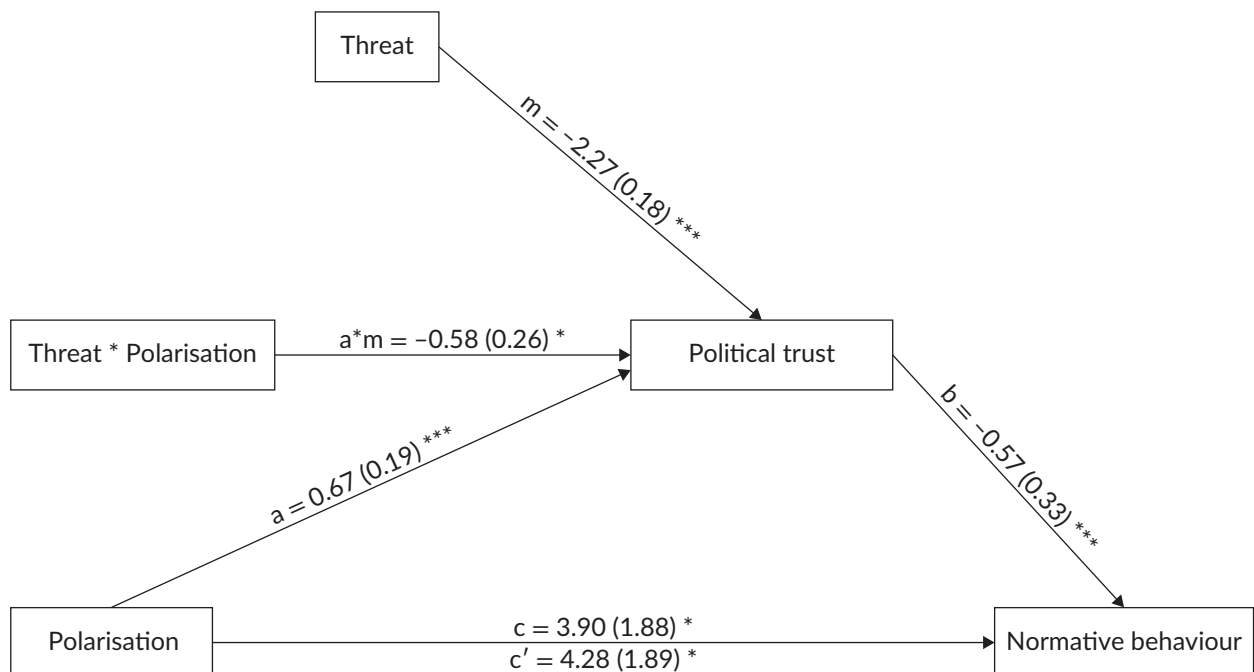 Threat
m = –2.27 (0.18) ***
Threat * Polarisation
a*m = –0.58 (0.26) *
Political trust
a = 0.67 (0.19) ***
b = –0.57 (0.33) ***
Polarisation
c = 3.90 (1.88) *
c′ = 4.28 (1.89) *
Normative behaviour